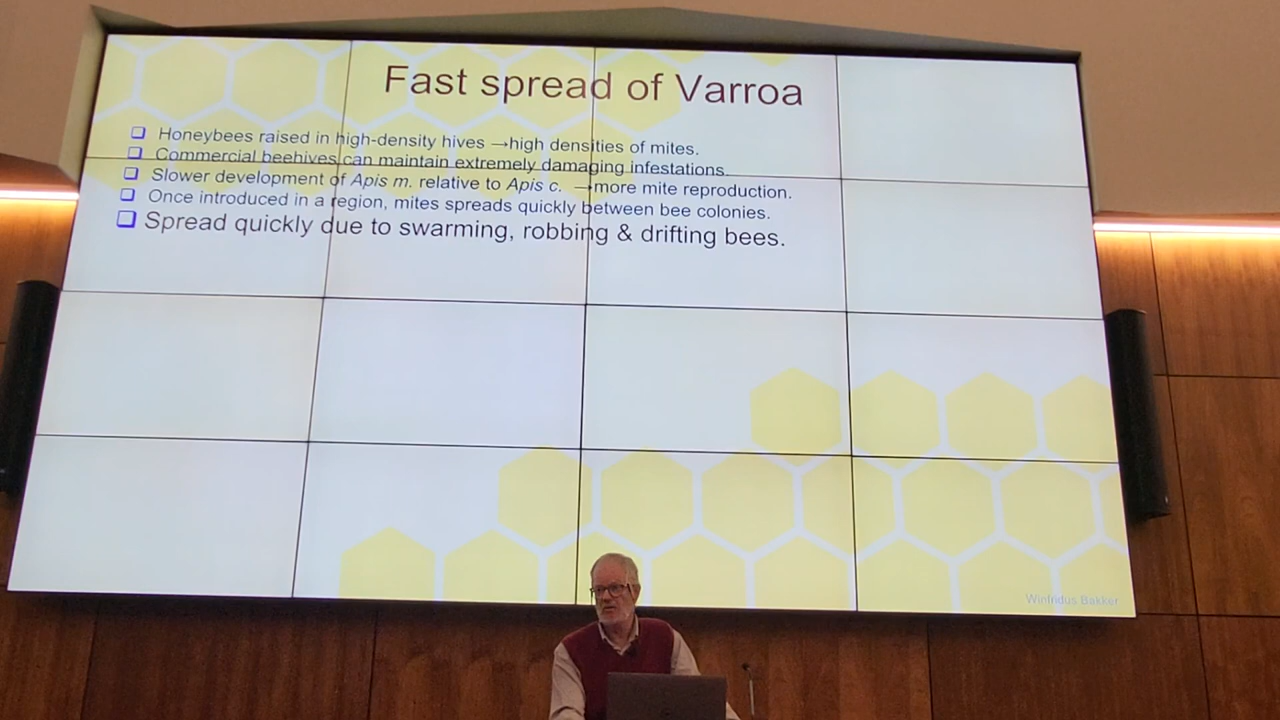 Fast spread of Varroa
❑ Honeybees raised in high-density hives →high densities of mites.
❑ Commercial beehives can maintain extremely damaging infestations.
❑ Slower development of Apis m. relative to Apis c. →more mite reproduction.
❑ Once introduced in a region, mites spreads quickly between bee colonies.
❑ Spread quickly due to swarming, robbing & drifting bees.
Winfridus Bakker